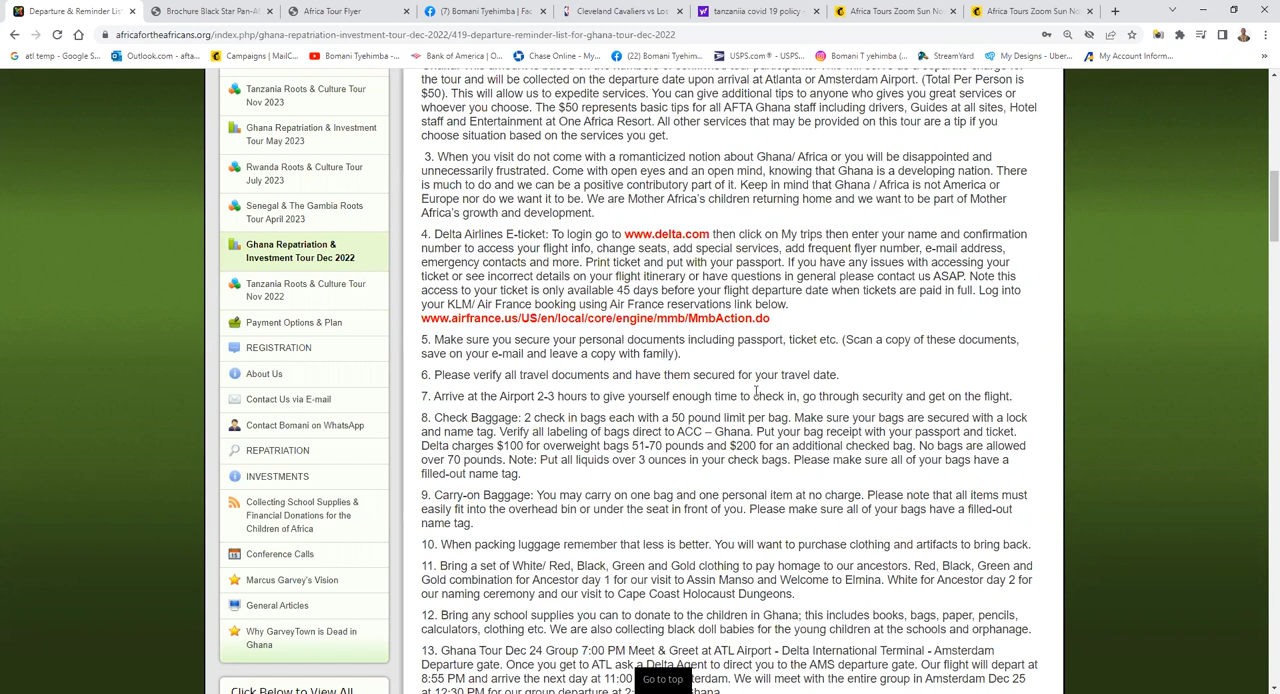 Departure & Reminder List
Brochure Black Star Pan-Af
Africa Tour Flyer
(7) Bomani Tyehimba | Fac
Cleveland Cavaliers vs Los
tanzaniia covid 19 policy -
Africa Tours Zoom Sun No
Africa Tours Zoom Sun No
africafortheafricans.org/index.php/ghana-repatriation-investment-tour-dec-2022/419-departure-reminder-list-for-ghana-tour-dec-2022
atl temp - Google S...
Outlook.com - afta...
Campaigns | MailC...
Bomani Tyehimba -...
Bank of America | O...
Chase Online - My...
(22) Bomani Tyehim...
USPS.com® - USPS...
Bomani T (yehimba...
StreamYard
My Designs - Uber...
My Account Inform...
Tanzania Roots & Culture Tour
Nov 2023
Ghana Repatriation & Investment
Tour May 2023
Rwanda Roots & Culture Tour
July 2023
Senegal & The Gambia Roots
Tour April 2023
Ghana Repatriation &
Investment Tour Dec 2022
Tanzania Roots & Culture Tour
Nov 2022
Payment Options & Plan
REGISTRATION
About Us
Contact Us via E-mail
Contact Bomani on WhatsApp
REPATRIATION
INVESTMENTS
Collecting School Supplies &
Financial Donations for the
Children of Africa
Conference Calls
Marcus Garvey's Vision
General Articles
Why GarveyTown is Dead in
Ghana
Click Below to View All
the tour and will be collected on the departure date upon arrival at Atlanta or Amsterdam Airport. (Total Per Person is
$50). This will allow us to expedite services. You can give additional tips to anyone who gives you great services or
whoever you choose. The $50 represents basic tips for all AFTA Ghana staff including drivers, Guides at all sites, Hotel
staff and Entertainment at One Africa Resort. All other services that may be provided on this tour are a tip if you
choose situation based on the services you get.
3. When you visit do not come with a romanticized notion about Ghana/ Africa or you will be disappointed and
unnecessarily frustrated. Come with open eyes and an open mind, knowing that Ghana is a developing nation. There
is much to do and we can be a positive contributory part of it. Keep in mind that Ghana / Africa is not America or
Europe nor do we want it to be. We are Mother Africa's children returning home and we want to be part of Mother
Africa's growth and development.
4. Delta Airlines E-ticket: To login go to www.delta.com then click on My trips then enter your name and confirmation
number to access your flight info, change seats, add special services, add frequent flyer number, e-mail address,
emergency contacts and more. Print ticket and put with your passport. If you have any issues with accessing your
ticket or see incorrect details on your flight itinerary or have questions in general please contact us ASAP. Note this
access to your ticket is only available 45 days before your flight departure date when tickets are paid in full. Log into
your KLM/ Air France booking using Air France reservations link below.
www.airfrance.us/US/en/local/core/engine/mmb/MmbAction.do
5. Make sure you secure your personal documents including passport, ticket etc. (Scan a copy of these documents,
save on your e-mail and leave a copy with family).
6. Please verify all travel documents and have them secured for your travel date.
7. Arrive at the Airport 2-3 hours to give yourself enough time to check in, go through security and get on the flight.
8. Check Baggage: 2 check in bags each with a 50 pound limit per bag. Make sure your bags are secured with a lock
and name tag. Verify all labeling of bags direct to ACC – Ghana. Put your bag receipt with your passport and ticket.
Delta charges $100 for overweight bags 51-70 pounds and $200 for an additional checked bag. No bags are allowed
over 70 pounds. Note: Put all liquids over 3 ounces in your check bags. Please make sure all of your bags have a
filled-out name tag.
9. Carry-on Baggage: You may carry on one bag and one personal item at no charge. Please note that all items must
easily fit into the overhead bin or under the seat in front of you. Please make sure all of your bags have a filled-out
name tag.
10. When packing luggage remember that less is better. You will want to purchase clothing and artifacts to bring back.
11. Bring a set of White/ Red, Black, Green and Gold clothing to pay homage to our ancestors. Red, Black, Green and
Gold combination for Ancestor day 1 for our visit to Assin Manso and Welcome to Elmina. White for Ancestor day 2 for
our naming ceremony and our visit to Cape Coast Holocaust Dungeons.
12. Bring any school supplies you can to donate to the children in Ghana; this includes books, bags, paper, pencils,
calculators, clothing etc. We are also collecting black doll babies for the young children at the schools and orphanage.
13. Ghana Tour Dec 24 Group 7:00 PM Meet & Greet at ATL Airport - Delta International Terminal - Amsterdam
Departure gate. Once you get to ATL ask a Delta Agent to direct you to the AMS departure gate. Our flight will depart at
8:55 PM and arrive the next day at 11:00
erdam. We will meet with the entire group in Amsterdam Dec 25
Go to top